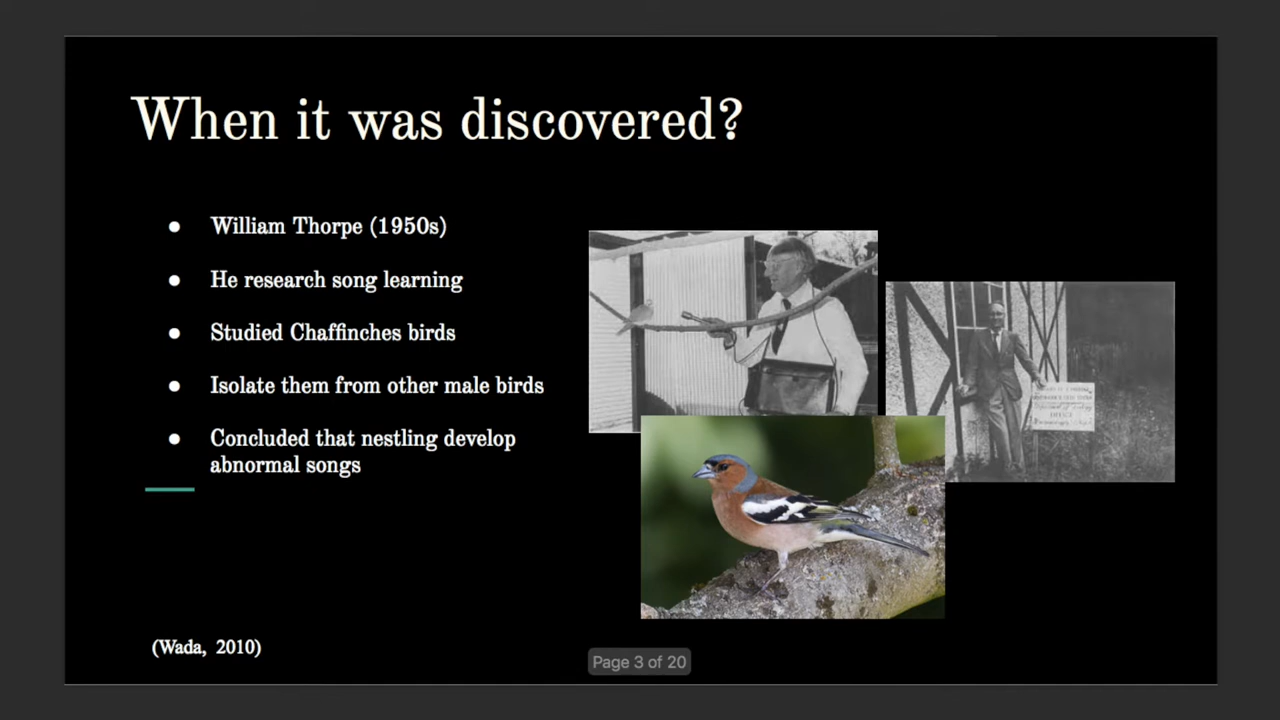 When it was discovered?
● William Thorpe (1950s)
● He research song learning
● Studied Chaffinches birds
● Isolate them from other male birds
● Concluded that nestling develop
abnormal songs
(Wada, 2010)
Page 3 of 20